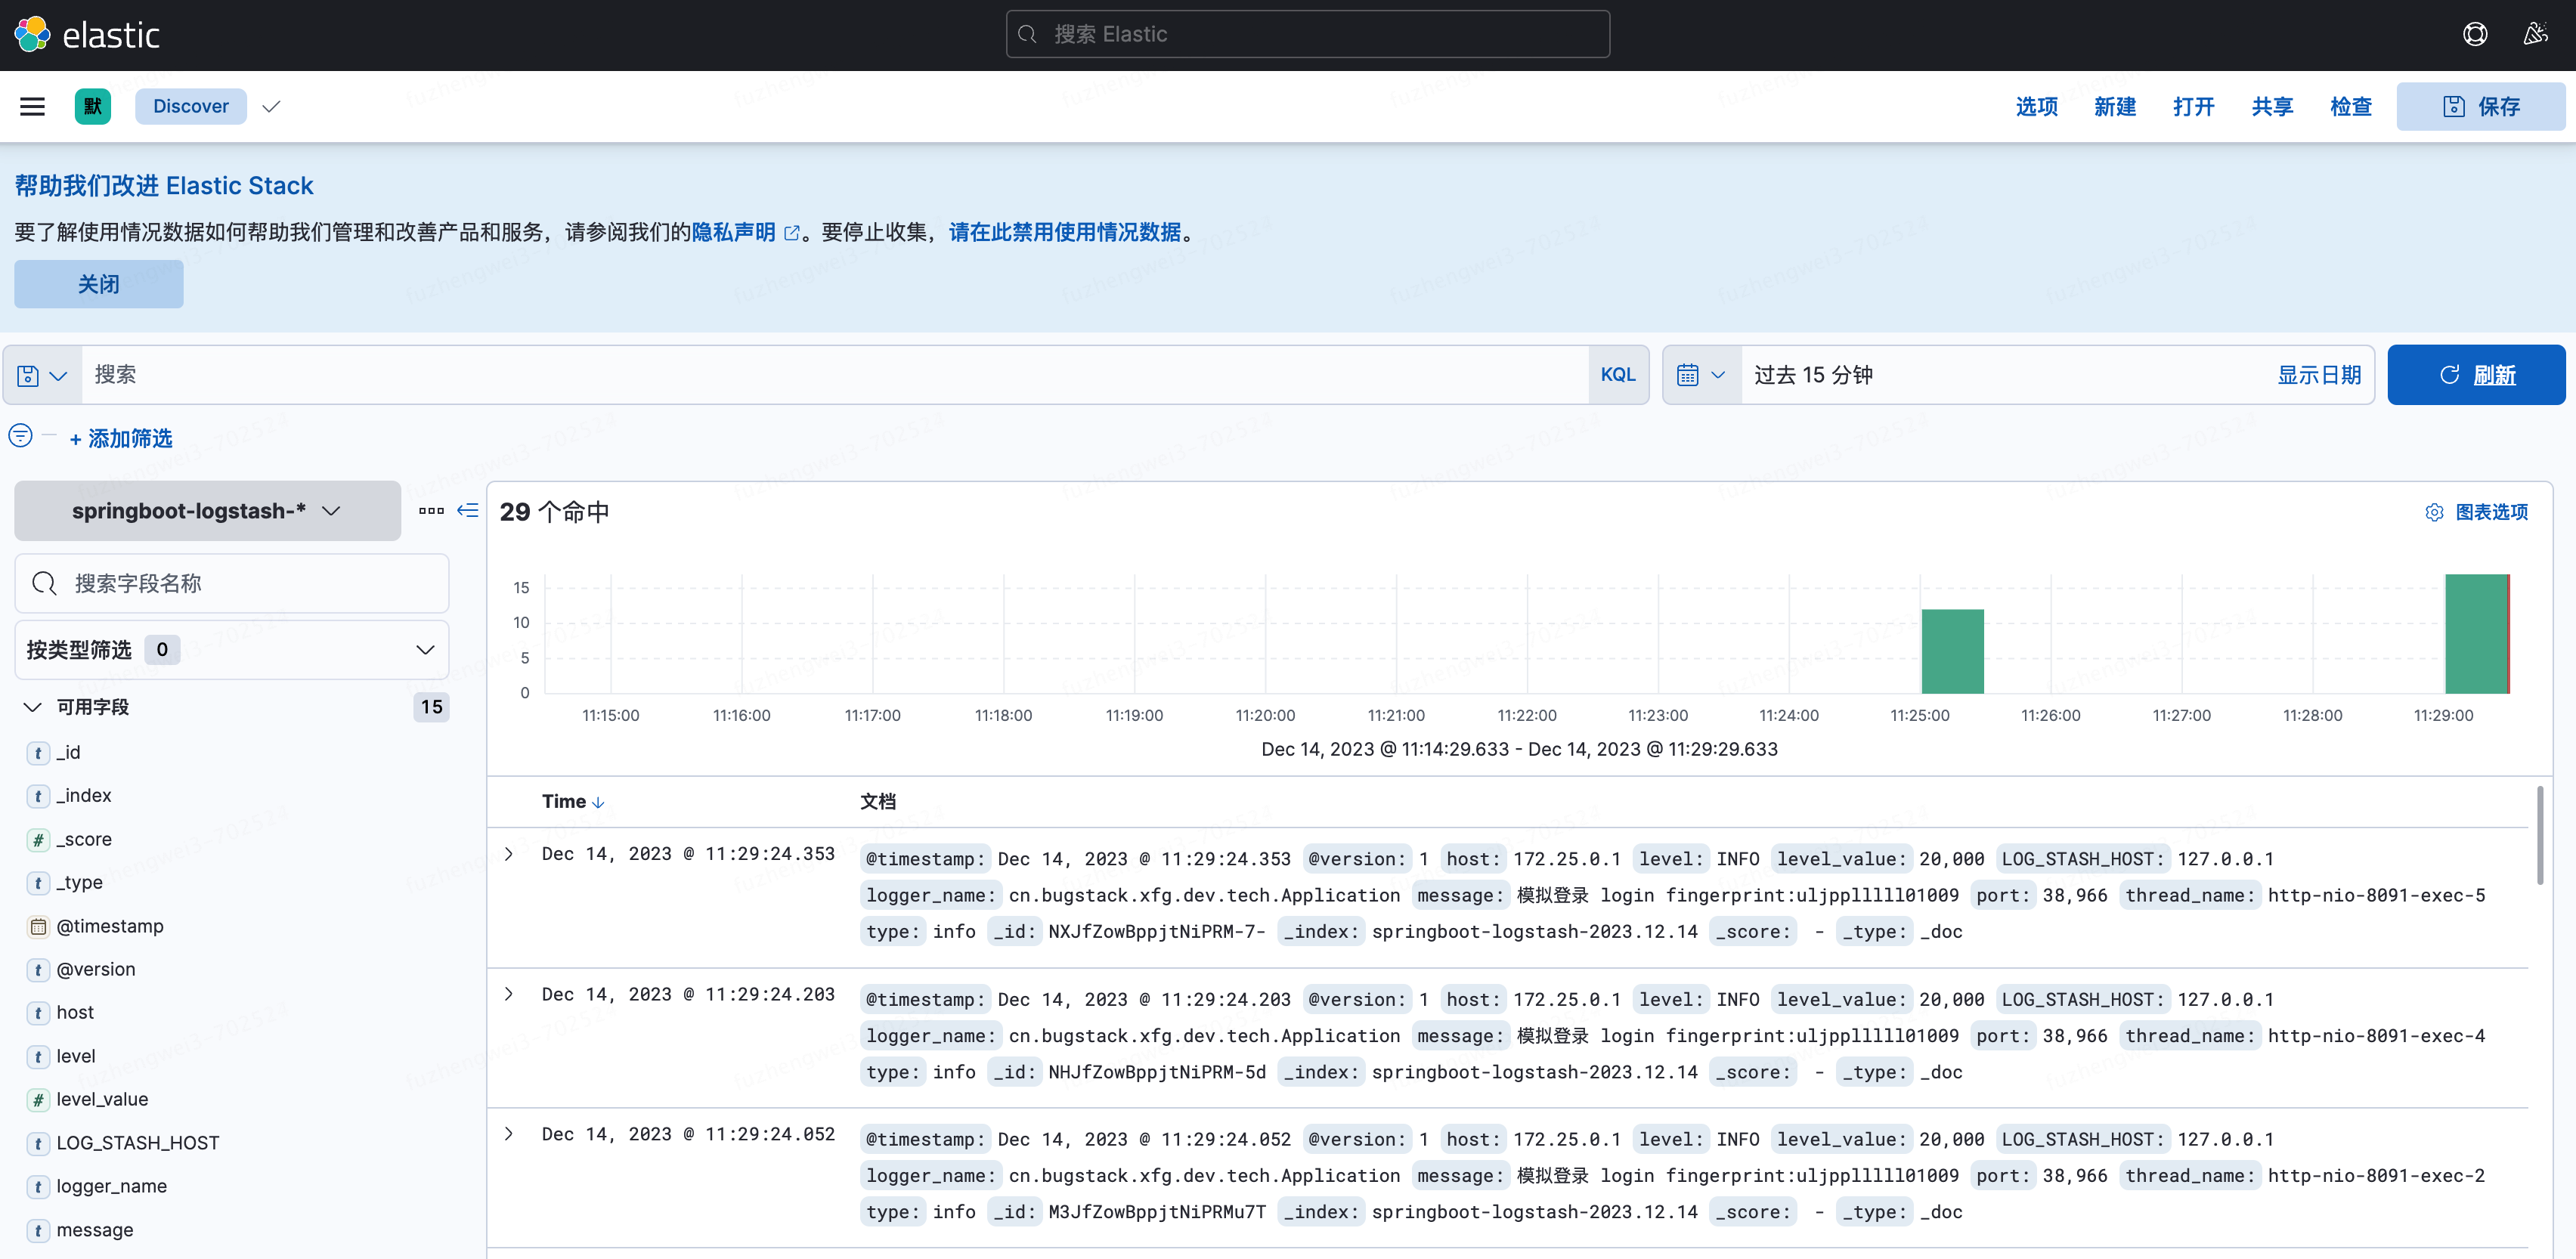 elastic
搜索 Elastic
默
Discover
选项 新建 打开 共享 检查 保存
帮助我们改进 Elastic Stack
要了解使用情况数据如何帮助我们管理和改善产品和服务，请参阅我们的隐私声明。要停止收集，请在此禁用使用情况数据。
关闭
搜索
KQL
过去 15 分钟
显示日期
刷新
+ 添加筛选
springboot-logstash-*
搜索字段名称
按类型筛选 0
可用字段 15
_id
_index
_score
_type
@timestamp
@version
host
level
level_value
LOG_STASH_HOST
logger_name
message
29 个命中
图表选项
15
10
5
0
11:15:00 11:16:00 11:17:00 11:18:00 11:19:00 11:20:00 11:21:00 11:22:00 11:23:00 11:24:00 11:25:00 11:26:00 11:27:00 11:28:00 11:29:00
Dec 14, 2023 @ 11:14:29.633 - Dec 14, 2023 @ 11:29:29.633
Time 文档
Dec 14, 2023 @ 11:29:24.353
@timestamp: Dec 14, 2023 @ 11:29:24.353 @version: 1 host: 172.25.0.1 level: INFO level_value: 20,000 LOG_STASH_HOST: 127.0.0.1
logger_name: cn.bugstack.xfg.dev.tech.Application message: 模拟登录 login fingerprint:uljpplllll01009 port: 38,966 thread_name: http-nio-8091-exec-5
type: info _id: NXJfZowBppjtNiPRM-7- _index: springboot-logstash-2023.12.14 _score: - _type: _doc
Dec 14, 2023 @ 11:29:24.203
@timestamp: Dec 14, 2023 @ 11:29:24.203 @version: 1 host: 172.25.0.1 level: INFO level_value: 20,000 LOG_STASH_HOST: 127.0.0.1
logger_name: cn.bugstack.xfg.dev.tech.Application message: 模拟登录 login fingerprint:uljpplllll01009 port: 38,966 thread_name: http-nio-8091-exec-4
type: info _id: NHJfZowBppjtNiPRM-5d _index: springboot-logstash-2023.12.14 _score: - _type: _doc
Dec 14, 2023 @ 11:29:24.052
@timestamp: Dec 14, 2023 @ 11:29:24.052 @version: 1 host: 172.25.0.1 level: INFO level_value: 20,000 LOG_STASH_HOST: 127.0.0.1
logger_name: cn.bugstack.xfg.dev.tech.Application message: 模拟登录 login fingerprint:uljpplllll01009 port: 38,966 thread_name: http-nio-8091-exec-2
type: info _id: M3JfZowBppjtNiPRMu7T _index: springboot-logstash-2023.12.14 _score: - _type: _doc
fuzhengwei3-702524